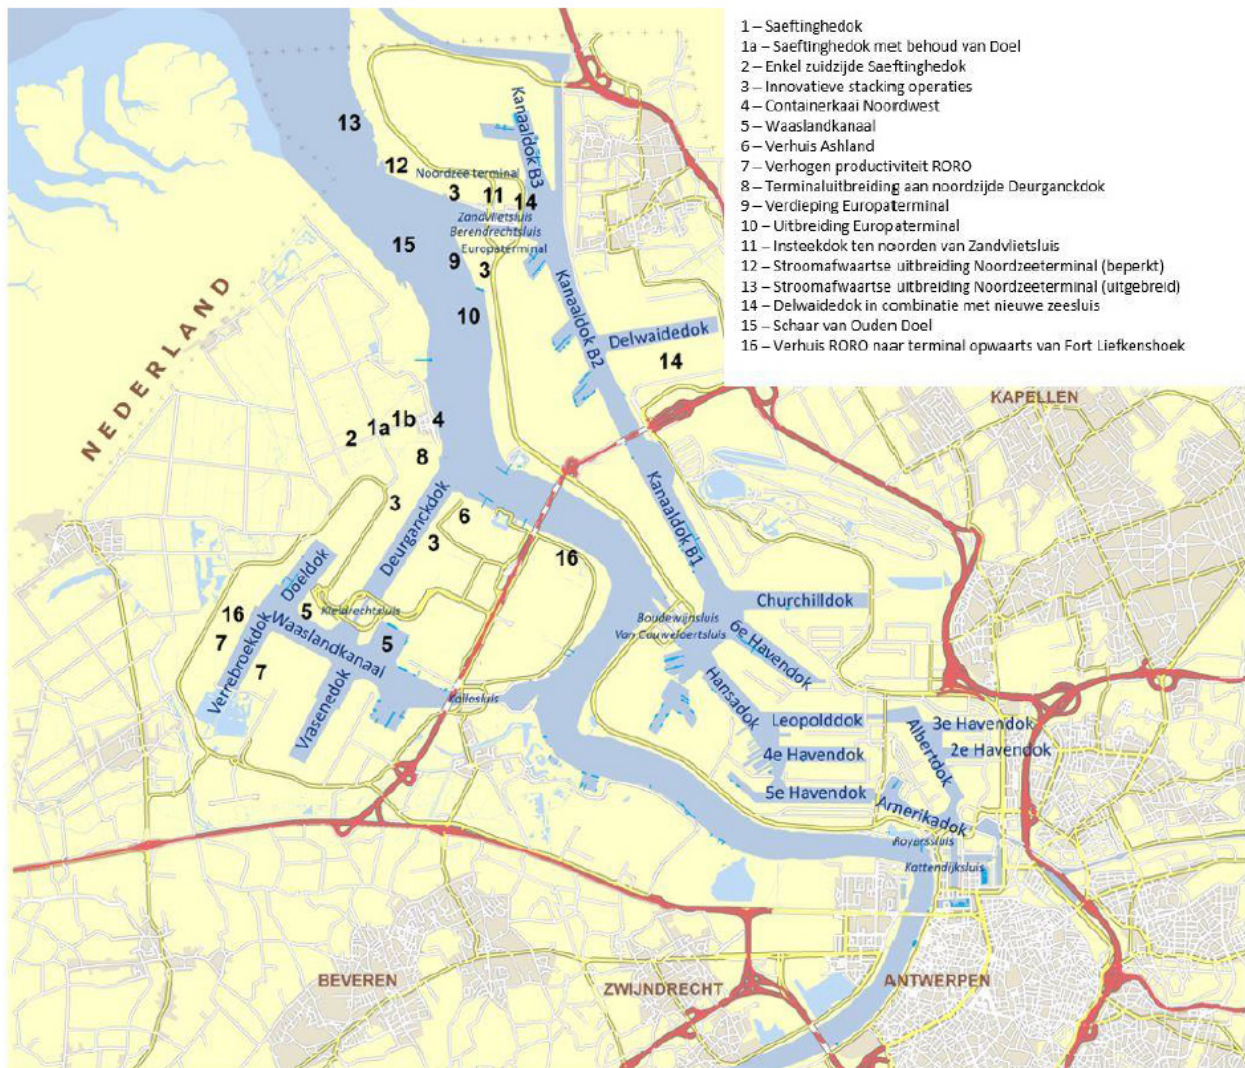 1 – Saeftinghedok
1a – Saeftinghedok met behoud van Doel
2 – Enkel zuidzijde Saeftinghedok
3 – Innovatieve stacking operaties
4 – Containerkaai Noordwest
5 – Waaslandkanaal
6 – Verhuis Ashland
7 – Verhogen productiviteit RORO
8 – Terminaluitbreiding aan noordzijde Deurganckdok
9 – Verdieping Europaterminal
10 – Uitbreiding Europaterminal
11 – Insteekdok ten noorden van Zandvlietsluis
12 – Stroomafwaartse uitbreiding Noordzeeterminal (beperkt)
13 – Stroomafwaartse uitbreiding Noordzeeterminal (uitgebreid)
14 – Delwaidedok in combinatie met nieuwe zeesluis
15 – Schaar van Ouden Doel
16 – Verhuis RORO naar terminal opwaarts van Fort Liefkenshoek
13
Kanaaldok B3
12
Noordzee terminal
3
11
14
Zandvlietsluis
Berendrechtsluis
15
Europaterminal
9
3
10
Kanaaldok B2
Delwaidedok
14
NEDERLAND
KAPELLEN
1a
1b
4
2
8
3
Deurganckdok
6
3
16
Kanaaldok B1
Doeldok
16
5
Kieldrechtsluis
Churchilldok
Boudewijnsluis
Van Cauwelaertsluis
6e Havendok
7
Verrebroekdok
Waaslandkanaal
5
7
Vrasenedok
Kallosluis
Hansadok
Leopolddok
Albertdok
3e Havendok
2e Havendok
4e Havendok
5e Havendok
Amerikadok
Royerssluis
Kattendijksluis
BEVEREN
ZWIJNDRECHT
ANTWERPEN